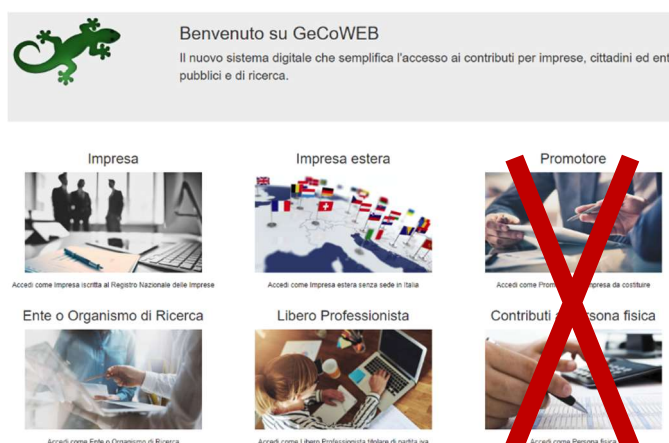 Benvenuto su GeCoWEB
Il nuovo sistema digitale che semplifica l'accesso ai contributi per imprese, cittadini ed ent
pubblici e di ricerca.
Impresa
Impresa estera
Promotore
Accedi come Impresa iscritta al Registro Nazionale delle Imprese
Accedi come Impresa estera senza sede in Italia
Accedi come Prom mpresa da costituire
Ente o Organismo di Ricerca
Libero Professionista
Contributi a ersona fisica
Accedi come Ente o Organismo di Ricerca
Accedi come Libero Professionista titolare di partita iva
Accedi come Persona fisica